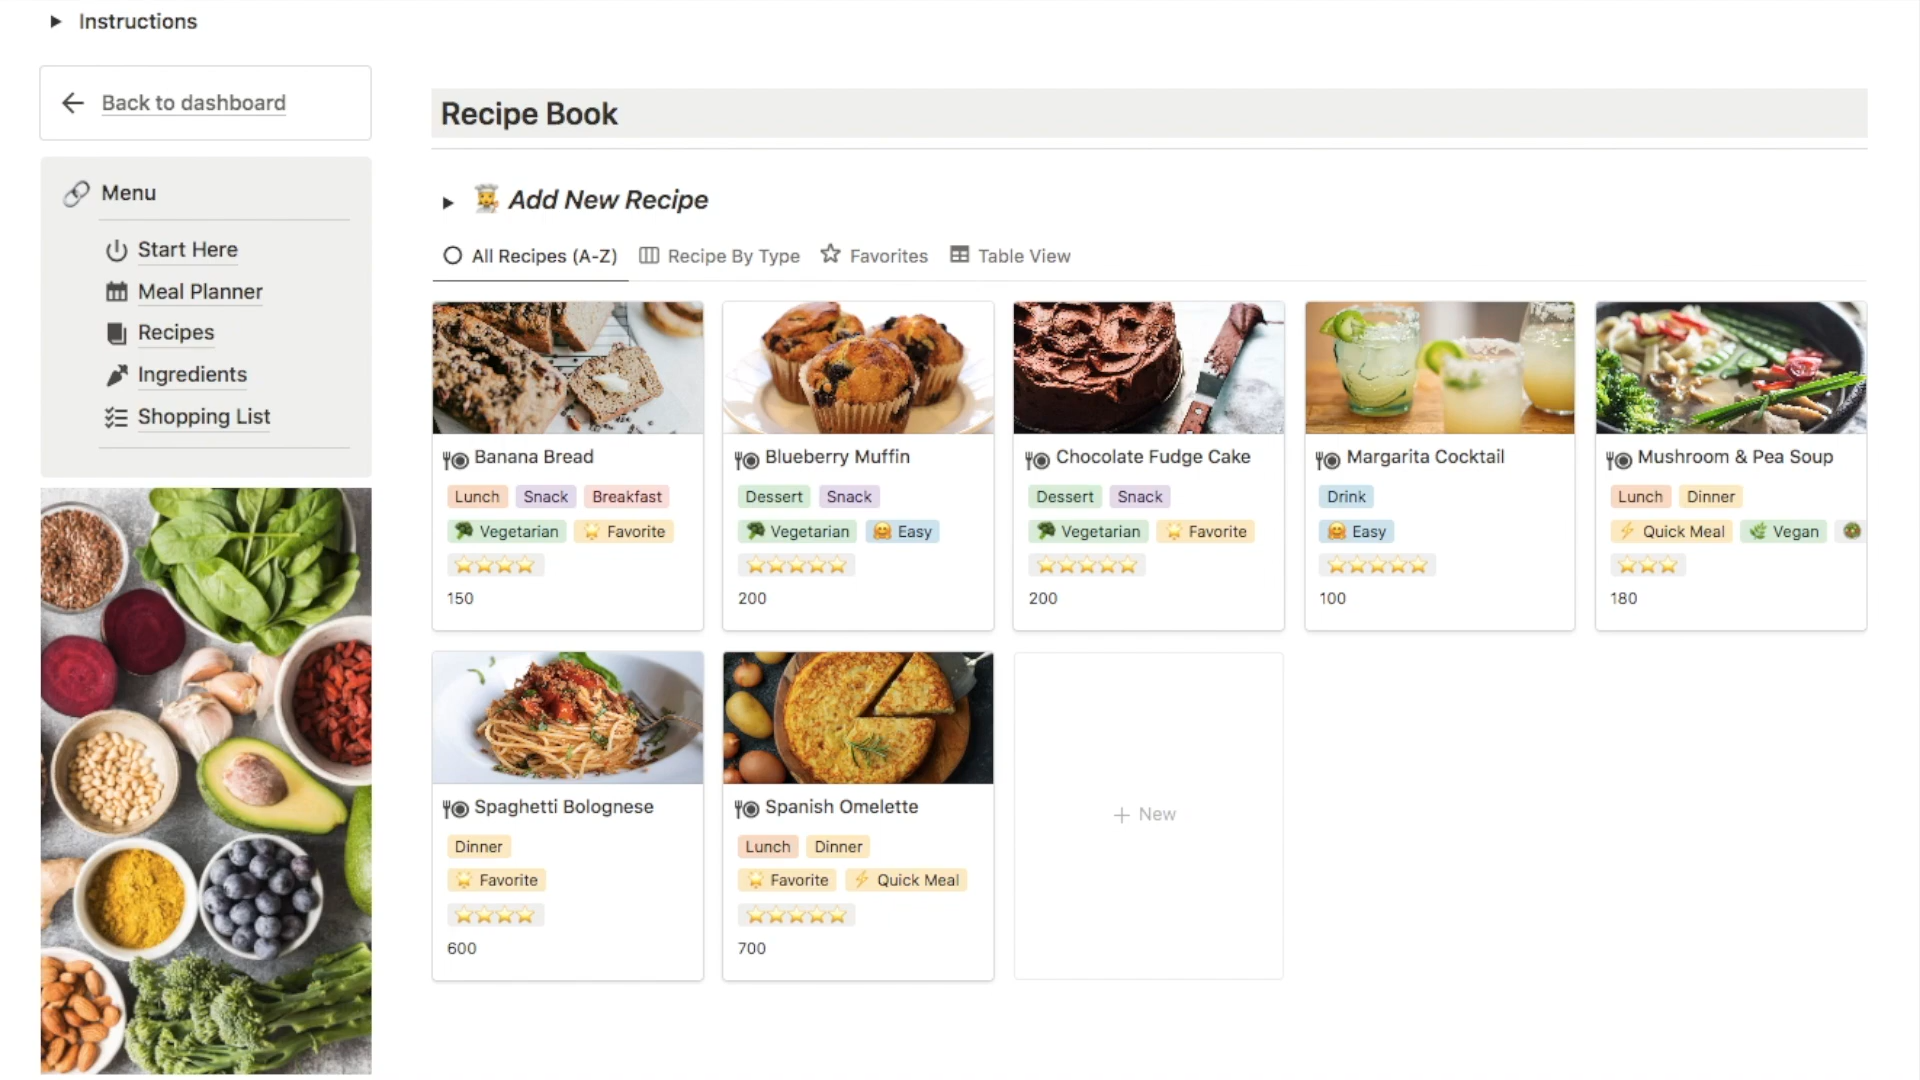 Instructions
Back to dashboard
Menu
Start Here
Meal Planner
Recipes
Ingredients
Shopping List
Recipe Book
Add New Recipe
All Recipes (A-Z) Recipe By Type Favorites Table View
Banana Bread
Lunch Snack Breakfast
Vegetarian Favorite
150
Blueberry Muffin
Dessert Snack
Vegetarian Easy
200
Chocolate Fudge Cake
Dessert Snack
Vegetarian Favorite
200
Margarita Cocktail
Drink
Easy
100
Mushroom & Pea Soup
Lunch Dinner
Quick Meal Vegan
180
Spaghetti Bolognese
Dinner
Favorite
600
Spanish Omelette
Lunch Dinner
Favorite Quick Meal
700
+ New